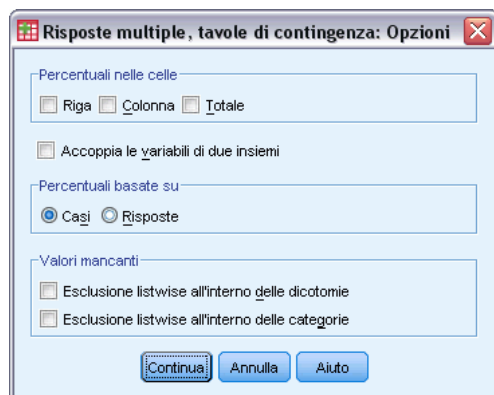 Risposte multiple, tavole di contingenza: Opzioni
Percentuali nelle celle
Riga Colonna Totale
Accoppia le variabili di due insiemi
Percentuali basate su
Casi Risposte
Valori mancanti
Esclusione listwise all'interno delle dicotomie
Esclusione listwise all'interno delle categorie
Continua Annulla Aiuto